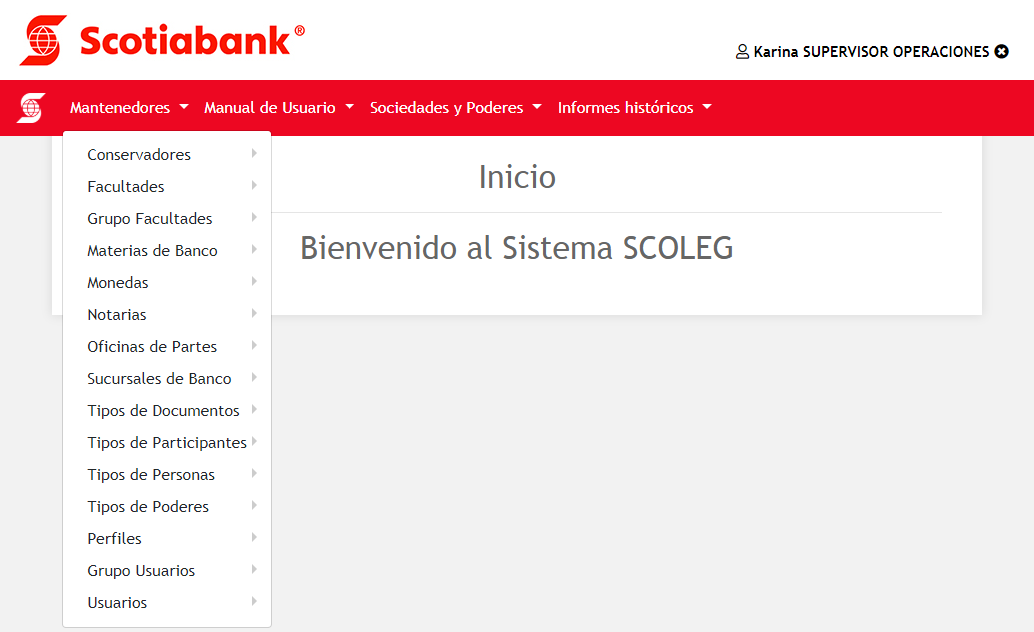 Scotiabank®
Karina SUPERVISOR OPERACIONES
Mantenedores Manual de Usuario Sociedades y Poderes Informes históricos
Conservadores
Facultades
Grupo Facultades
Materias de Banco
Monedas
Notarias
Oficinas de Partes
Sucursales de Banco
Tipos de Documentos
Tipos de Participantes
Tipos de Personas
Tipos de Poderes
Perfiles
Grupo Usuarios
Usuarios
Inicio
Bienvenido al Sistema SCOLEG